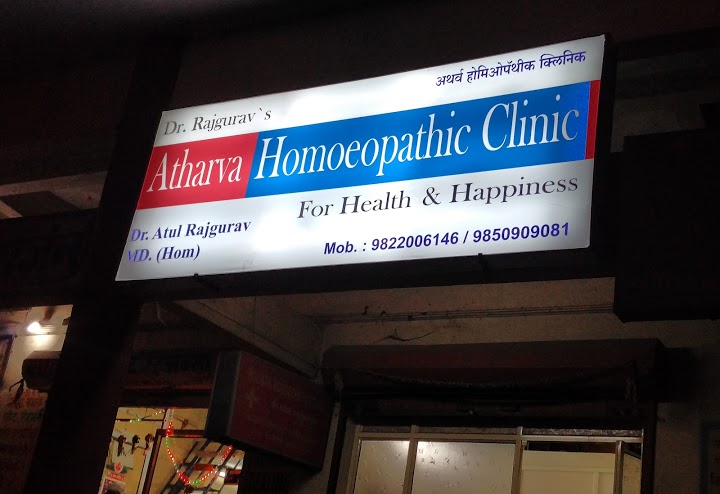 अथर्व होमिओपॅथीक क्लिनिक
Dr. Rajgurav`s
Atharva Homoeopathic Clinic
For Health & Happiness
Dr. Atul Rajgurav
MD. (Hom)
Mob. : 9822006146 / 9850909081